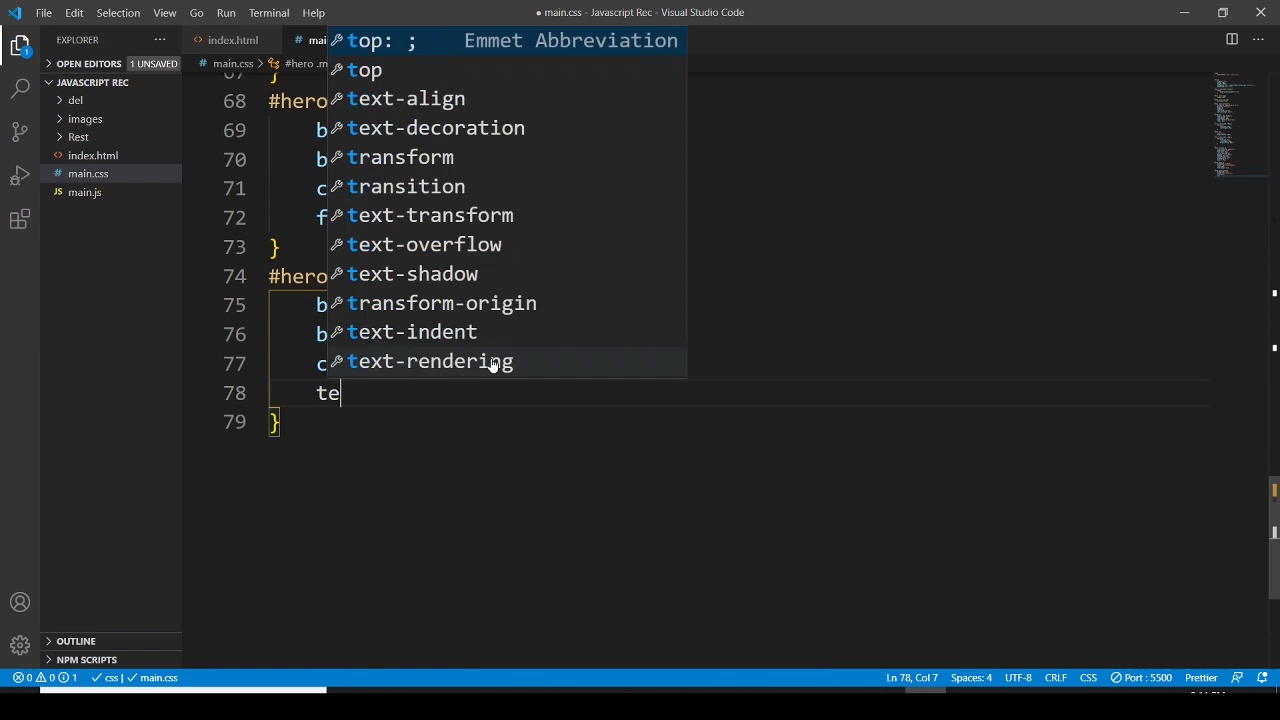 File Edit Selection View Go Run Terminal Help
● main.css - Javascript Rec - Visual Studio Code
EXPLORER
OPEN EDITORS 1 UNSAVED
JAVASCRIPT REC
del
images
Rest
index.html
main.css
main.js
OUTLINE
NPM SCRIPTS
1
index.html
# mai
# main.css > #hero .m
67 }
68 #hero
69 b
70 b
71 c
72 f
73 }
74 #hero
75 b
76 b
77 c
78 te
79 }
top: ; Emmet Abbreviation
top
text-align
text-decoration
transform
transition
text-transform
text-overflow
text-shadow
transform-origin
text-indent
text-rendering
0 0 1 css | main.css
Ln 78, Col 7 Spaces: 4 UTF-8 CRLF CSS Port : 5500 Prettier